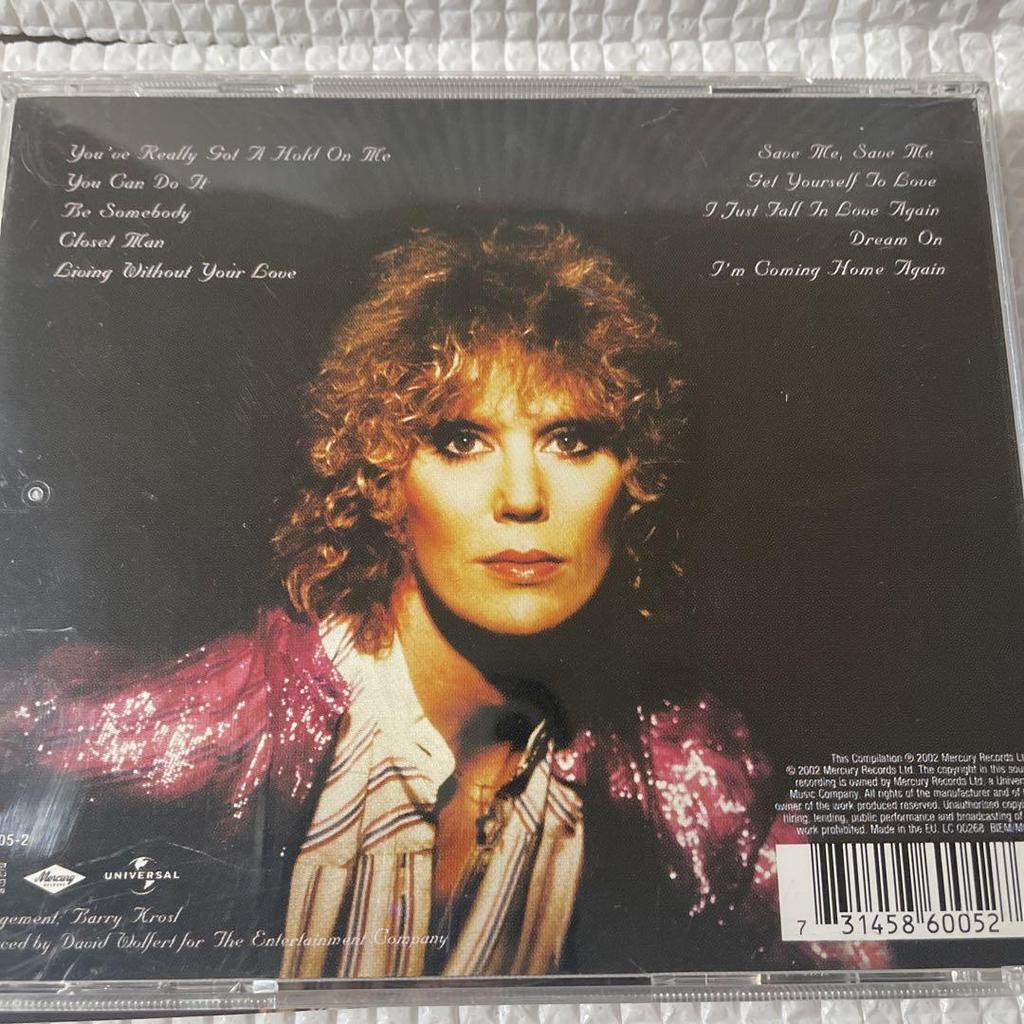 You've Really Got A Hold On Me
You Can Do It
Be Somebody
Closet Man
Living Without Your Love
Save Me, Save Me
Get Yourself To Love
I Just Fall In Love Again
Dream On
I'm Coming Home Again
This Compilation ℗ 2002 Mercury Records
© 2002 Mercury Records Ltd. The copyright in this
recording is owned by Mercury Records Ltd, a
Music Company. All rights of the manufacturer and of
owner of the work produced reserved. Unauthorised
hiring, lending, public performance and broadcasting of
work prohibited. Made in the EU. LC 00268 BIEM/
05-2
Mercury
RECORDS
UNIVERSAL
gement, Barry Krost
ced by David Wolfert for The Entertainment Company
7 31458 60052